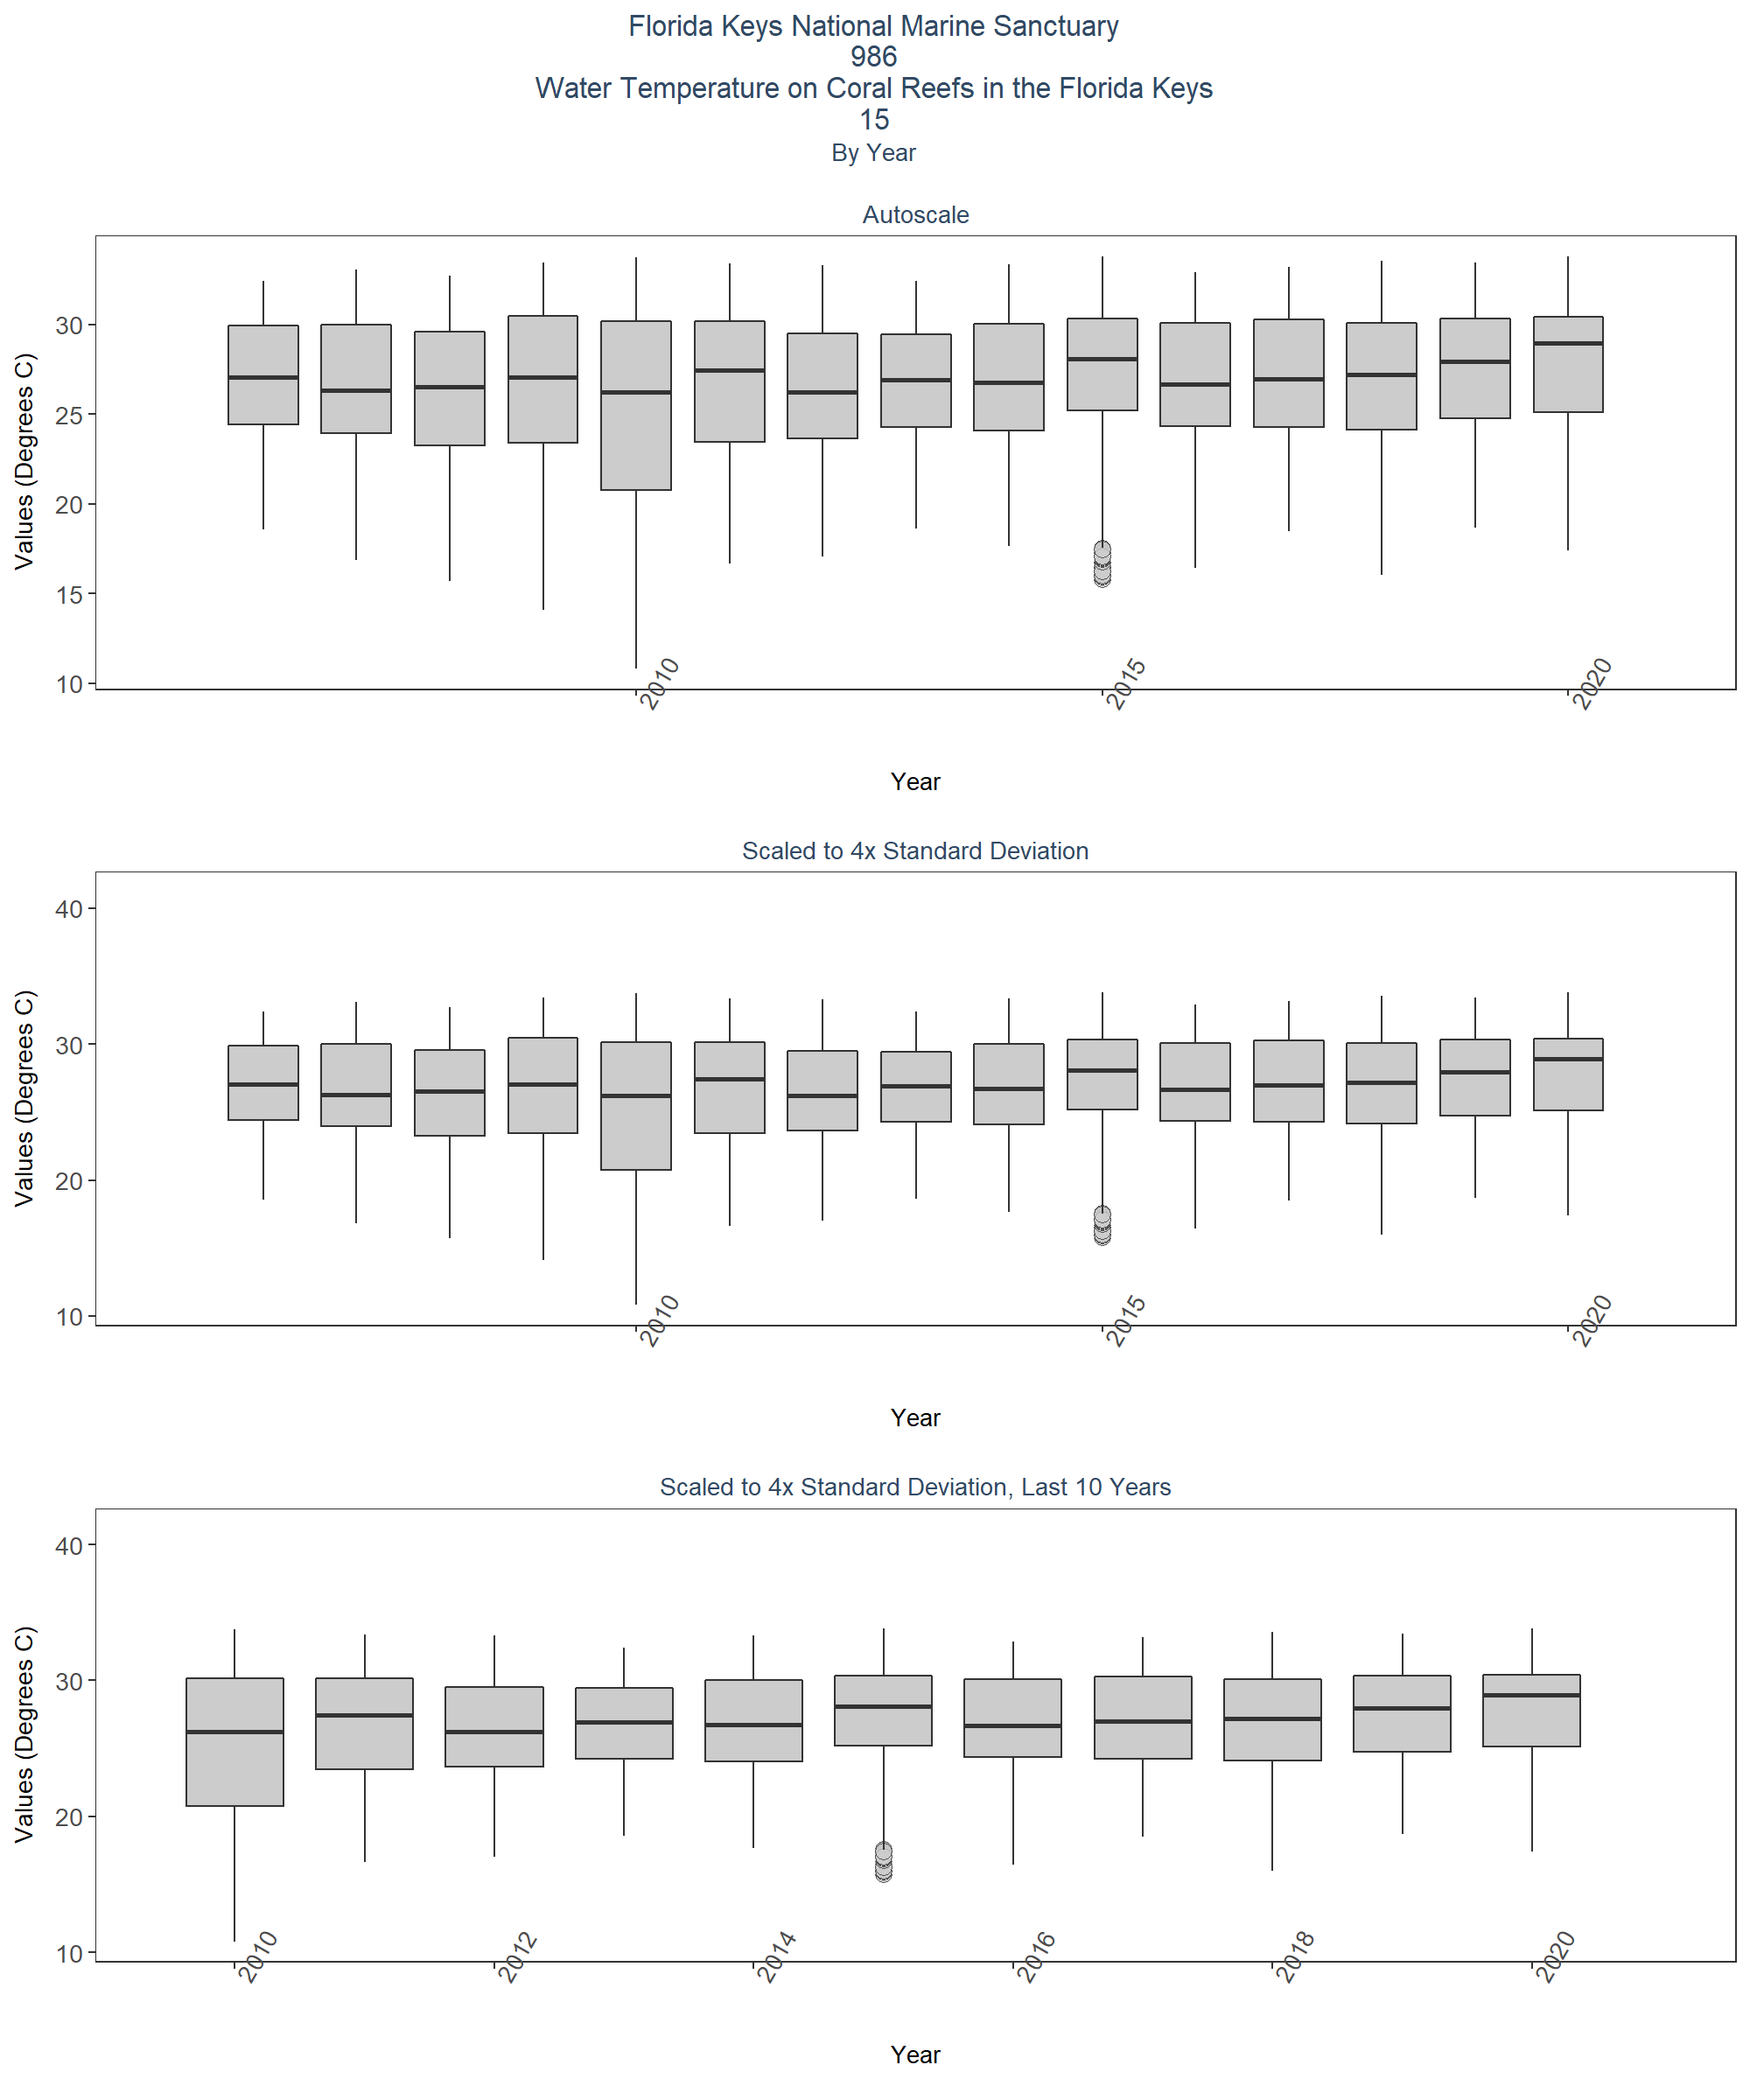 Florida Keys National Marine Sanctuary
986
Water Temperature on Coral Reefs in the Florida Keys
15
By Year
Autoscale
Values (Degrees C)
30
25
20
15
10
2010
2015
2020
Year
Scaled to 4x Standard Deviation
Values (Degrees C)
40
30
20
10
2010
2015
2020
Year
Scaled to 4x Standard Deviation, Last 10 Years
Values (Degrees C)
40
30
20
10
2010
2012
2014
2016
2018
2020
Year